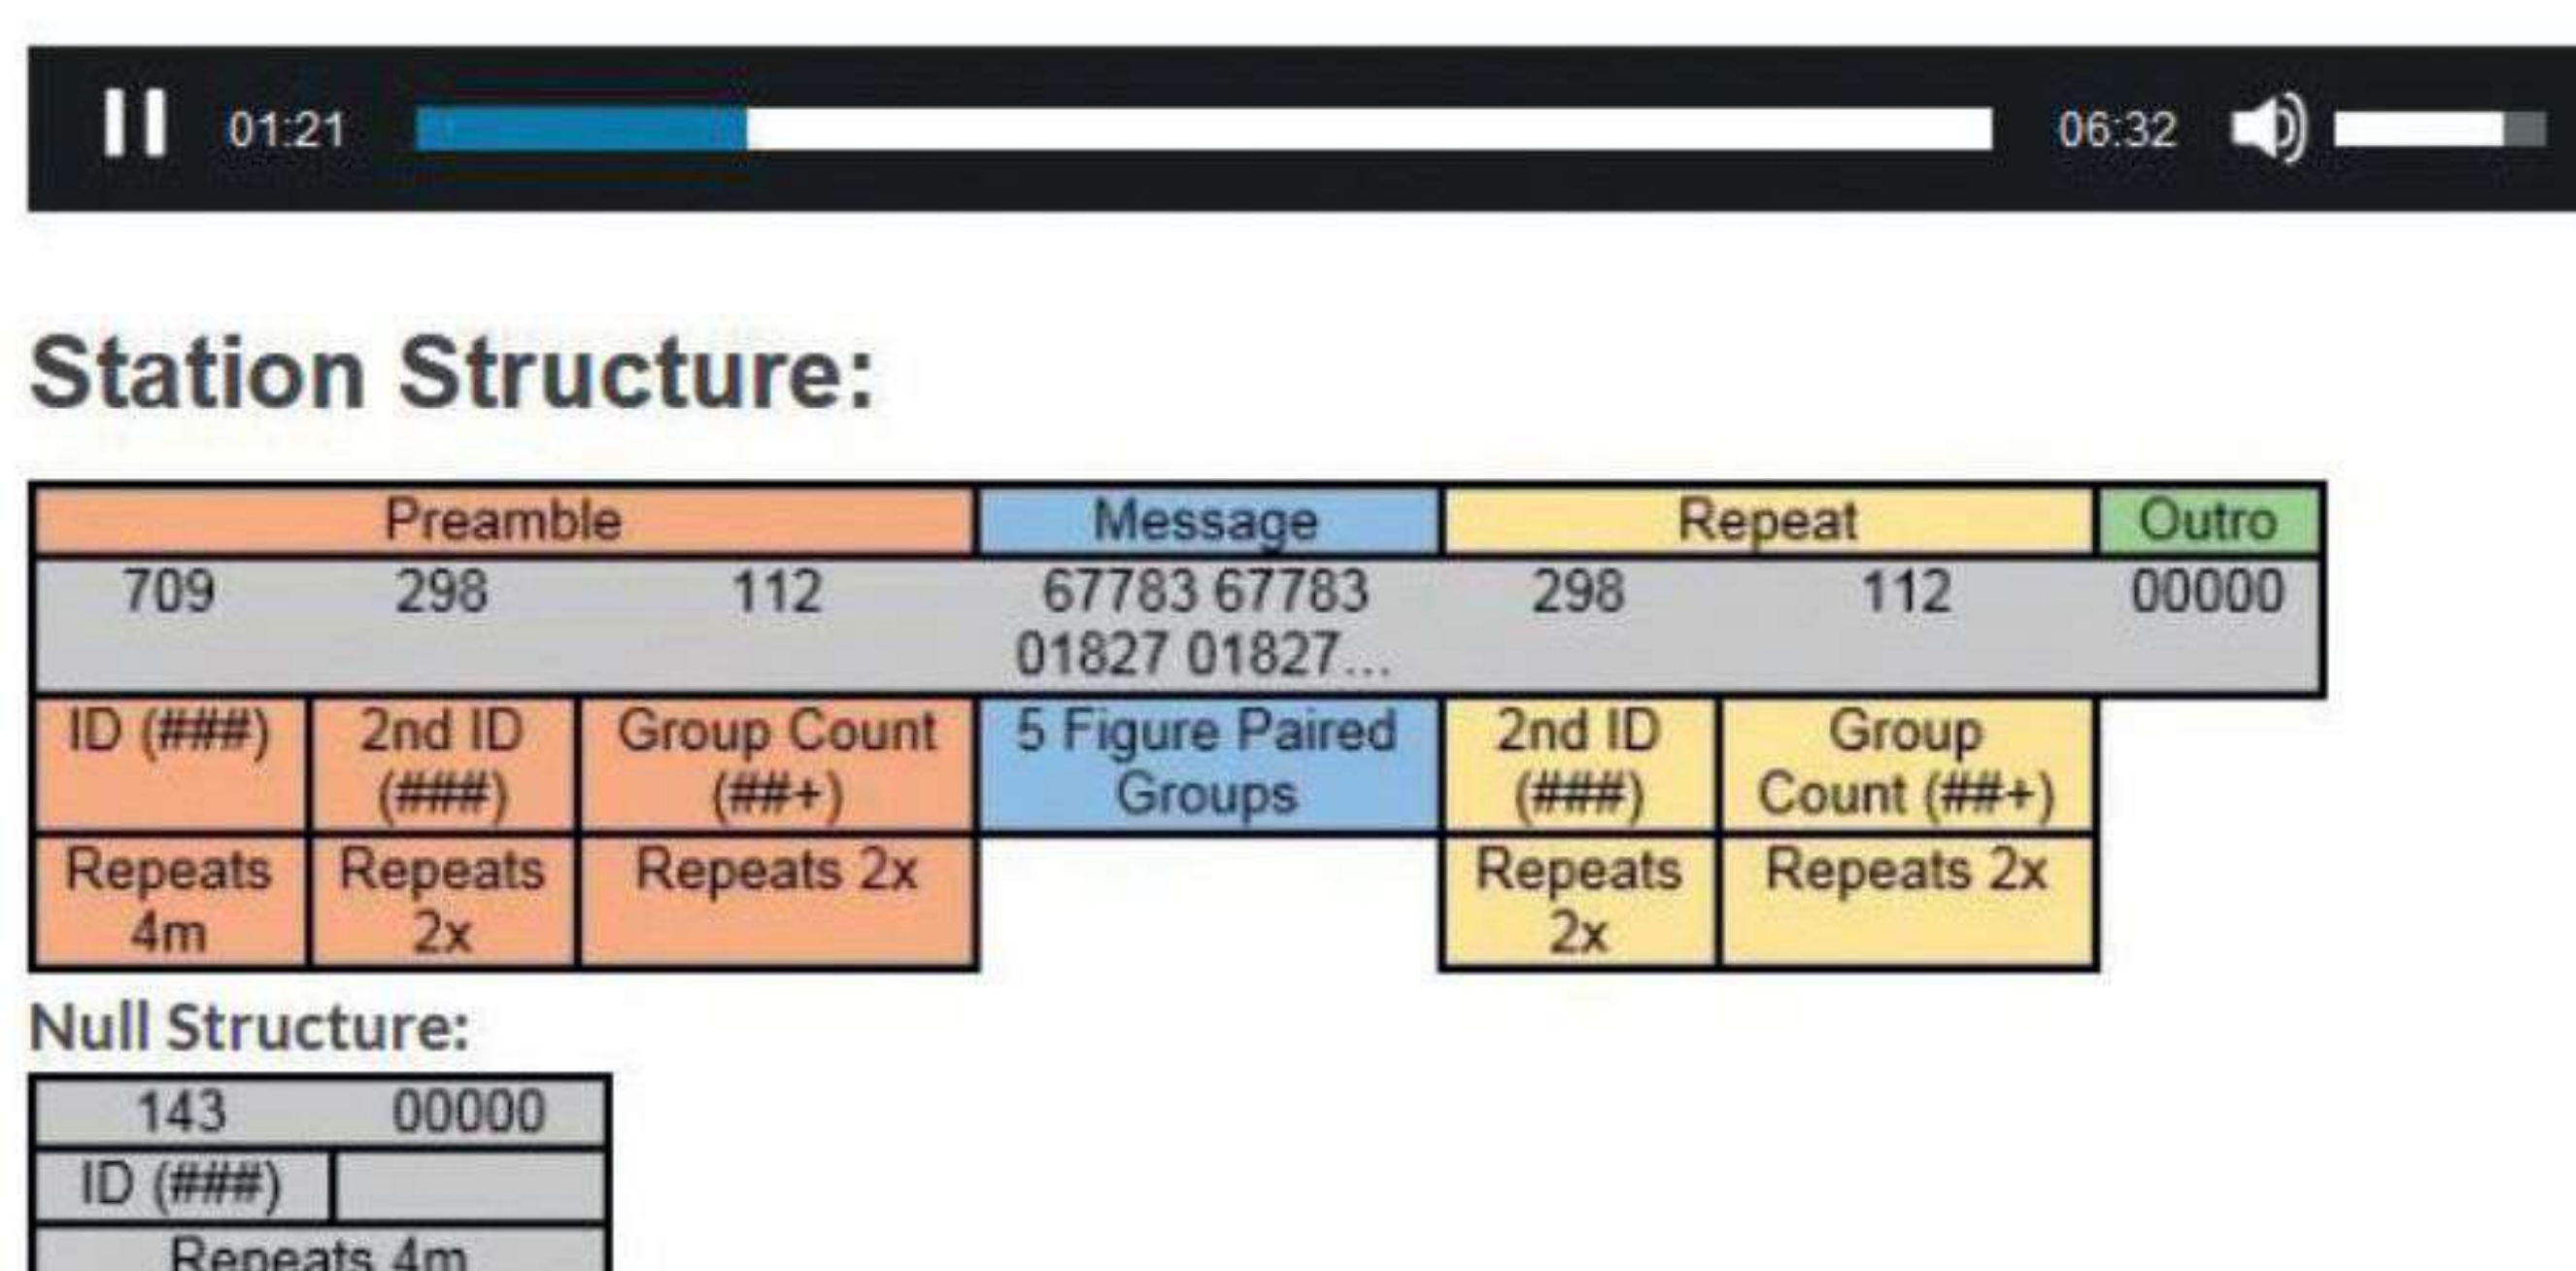 01:21 06:32
Station Structure:
Preamble Message Repeat Outro
709 298 112 67783 67783 298 112 00000
01827 01827...
ID (###) 2nd ID Group Count 5 Figure Paired 2nd ID Group
(###) (##+) Groups (###) Count (##+)
Repeats Repeats Repeats 2x Repeats Repeats 2x
4m 2x 2x
Null Structure:
143 00000
ID (###)
Repeats 4m